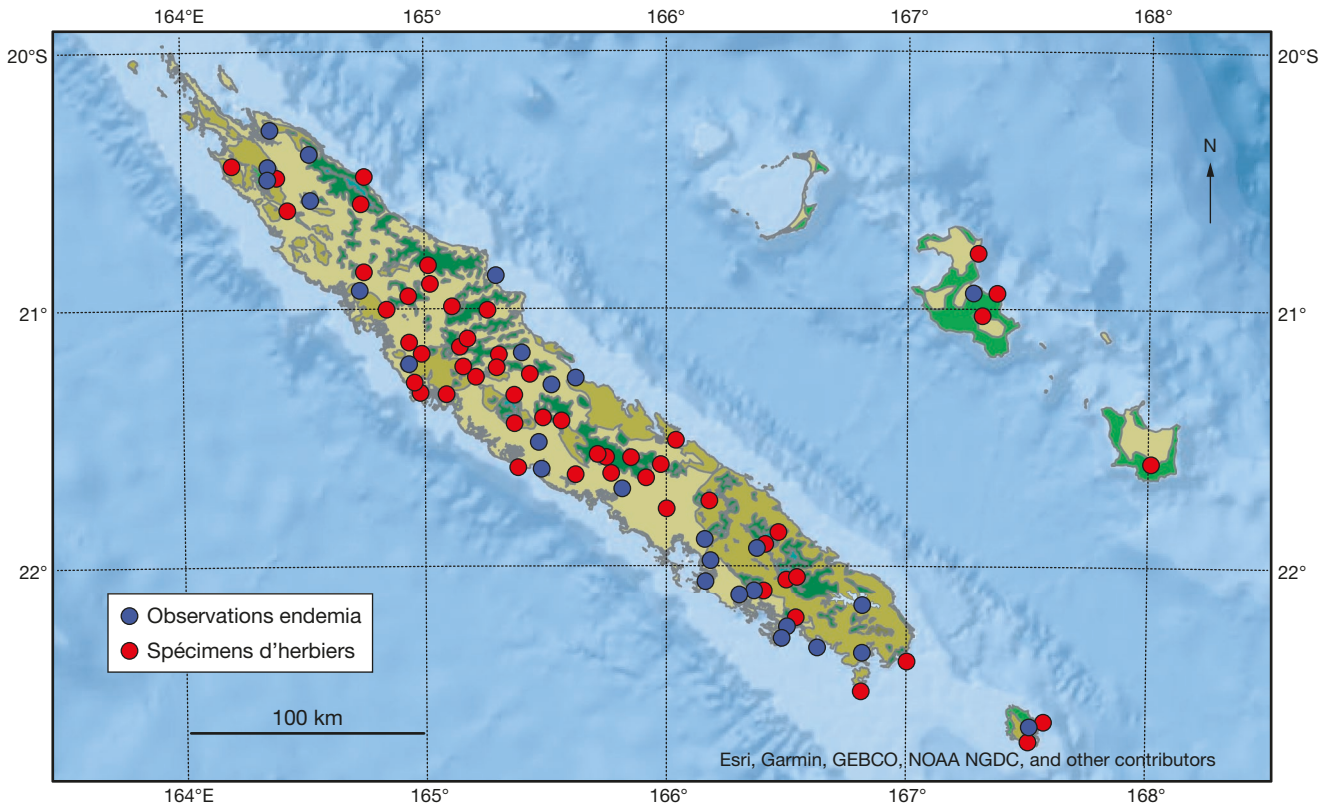 164°E 165° 166° 167° 168°
20°S 20°S
N
21° 21°
22° 22°
Observations endemia
Spécimens d'herbiers
100 km
Esri, Garmin, GEBCO, NOAA NGDC, and other contributors
164°E 165° 166° 167° 168°